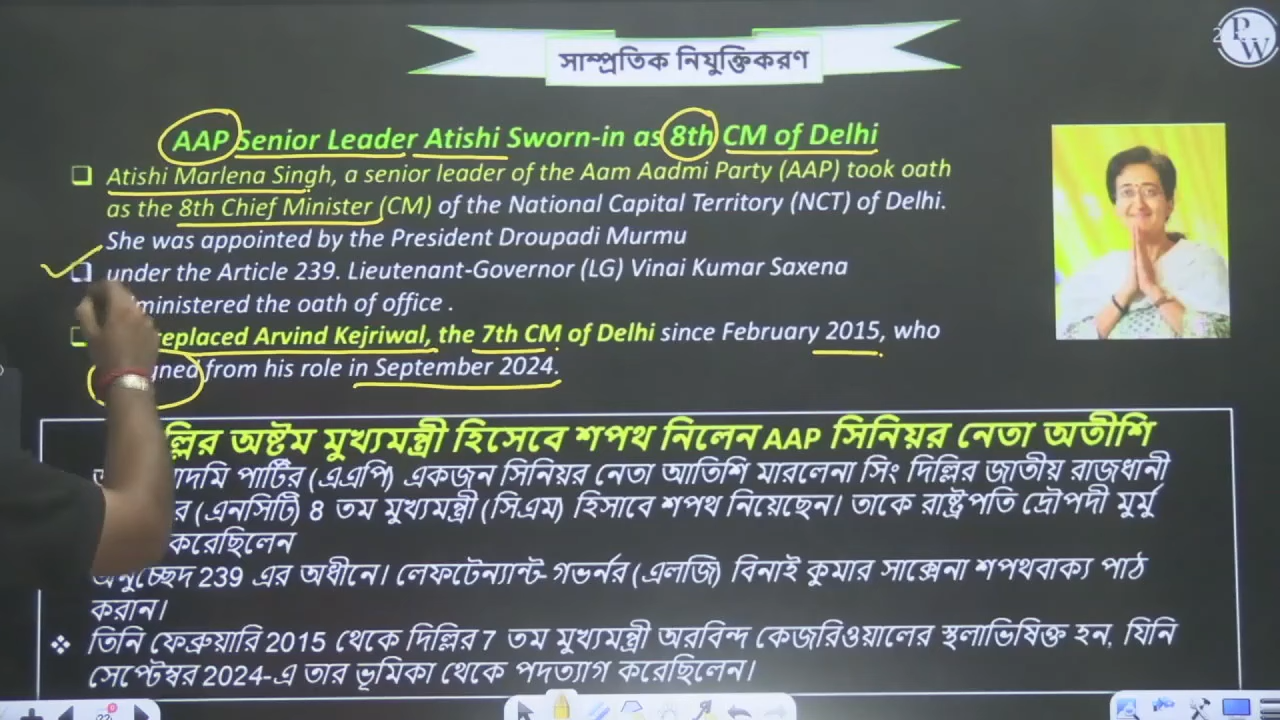 PW
সাম্প্রতিক নিযুক্তিকরণ
AAP Senior Leader Atishi Sworn-in as 8th CM of Delhi
Atishi Marlena Singh, a senior leader of the Aam Aadmi Party (AAP) took oath
as the 8th Chief Minister (CM) of the National Capital Territory (NCT) of Delhi.
She was appointed by the President Droupadi Murmu
under the Article 239. Lieutenant-Governor (LG) Vinai Kumar Saxena
ministered the oath of office .
replaced Arvind Kejriwal, the 7th CM of Delhi since February 2015, who
gned from his role in September 2024.
ল্লির অষ্টম মুখ্যমন্ত্রী হিসেবে শপথ নিলেন AAP সিনিয়র নেতা অতীশি
াদমি পার্টির (এএপি) একজন সিনিয়র নেতা আতিশি মারলেনা সিং দিল্লির জাতীয় রাজধানী
র (এনসিটি) ৪ তম মুখ্যমন্ত্রী (সিএম) হিসাবে শপথ নিয়েছেন। তাকে রাষ্ট্রপতি দ্রৌপদী মুর্মু
করেছিলেন
অনুচ্ছেদ 239 এর অধীনে। লেফটেন্যান্ট-গভর্নর (এলজি) বিনাই কুমার সাক্সেনা শপথবাক্য পাঠ
করান।
তিনি ফেব্রুয়ারি 2015 থেকে দিল্লির 7 তম মুখ্যমন্ত্রী অরবিন্দ কেজরিওয়ালের স্থলাভিষিক্ত হন, যিনি
সেপ্টেম্বর 2024-এ তার ভূমিকা থেকে পদত্যাগ করেছিলেন।